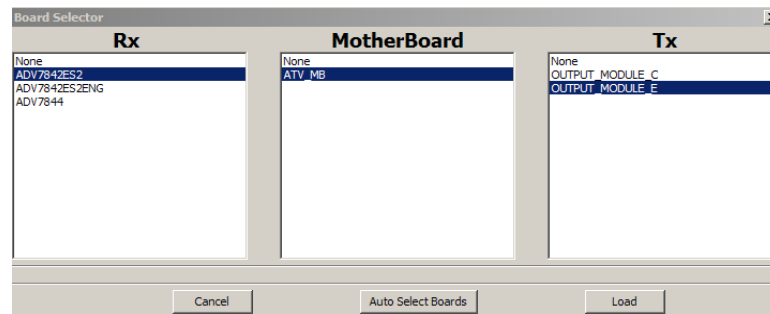 Board Selector
Rx
MotherBoard
Tx
None
ADV7842ES2
ADV7842ES2ENG
ADV7844
None
ATV_MB
None
OUTPUT_MODULE_C
OUTPUT_MODULE_E
Cancel
Auto Select Boards
Load